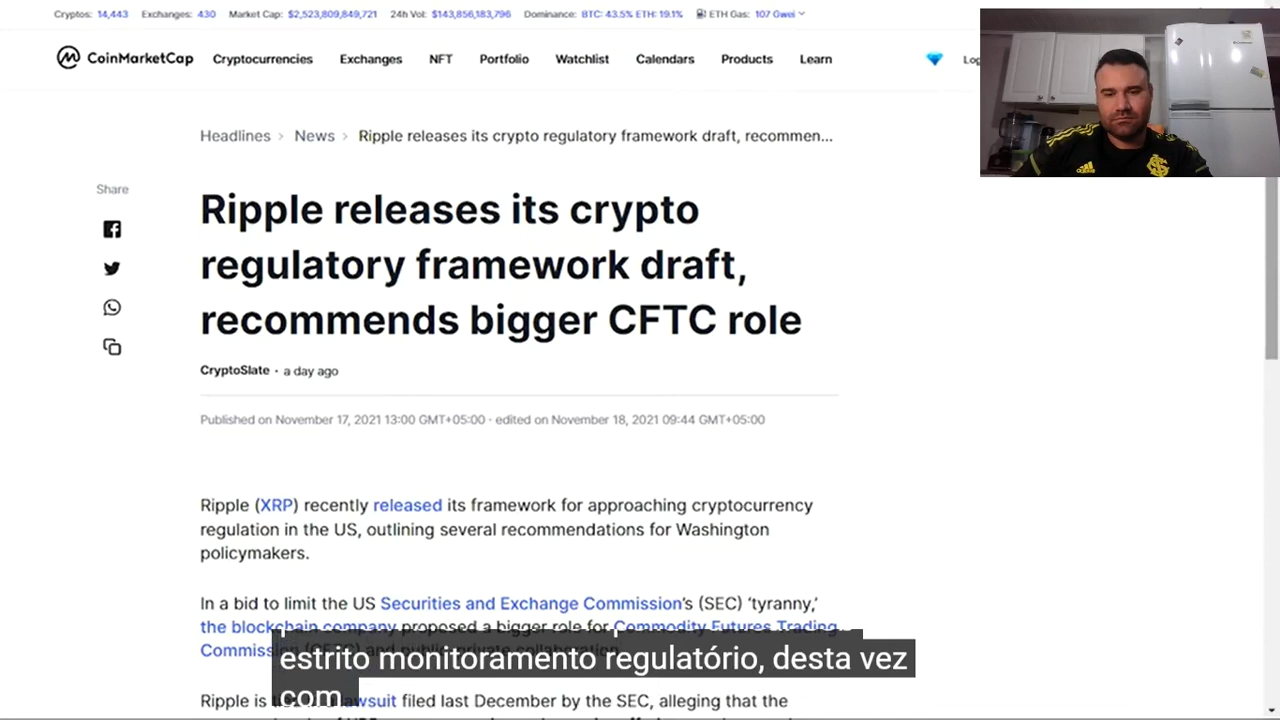 Cryptos: 14,443 Exchanges: 430 Market Cap: $2,523,809,849,721 24h Vol: $143,856,183,796 Dominance: BTC: 43.5% ETH: 19.1% ETH Gas: 107 Gwei
CoinMarketCap Cryptocurrencies Exchanges NFT Portfolio Watchlist Calendars Products Learn
Headlines > News > Ripple releases its crypto regulatory framework draft, recommen...
Share
Ripple releases its crypto
regulatory framework draft,
recommends bigger CFTC role
CryptoSlate · a day ago
Published on November 17, 2021 13:00 GMT+05:00 · edited on November 18, 2021 09:44 GMT+05:00
Ripple (XRP) recently released its framework for approaching cryptocurrency
regulation in the US, outlining several recommendations for Washington
policymakers.
In a bid to limit the US Securities and Exchange Commission's (SEC) ‘tyranny,’
the blockchain company proposed a bigger role for Commodity Futures Trading
estrito monitoramento regulatório, desta vez
com
Ripple is lawsuit filed last December by the SEC, alleging that the